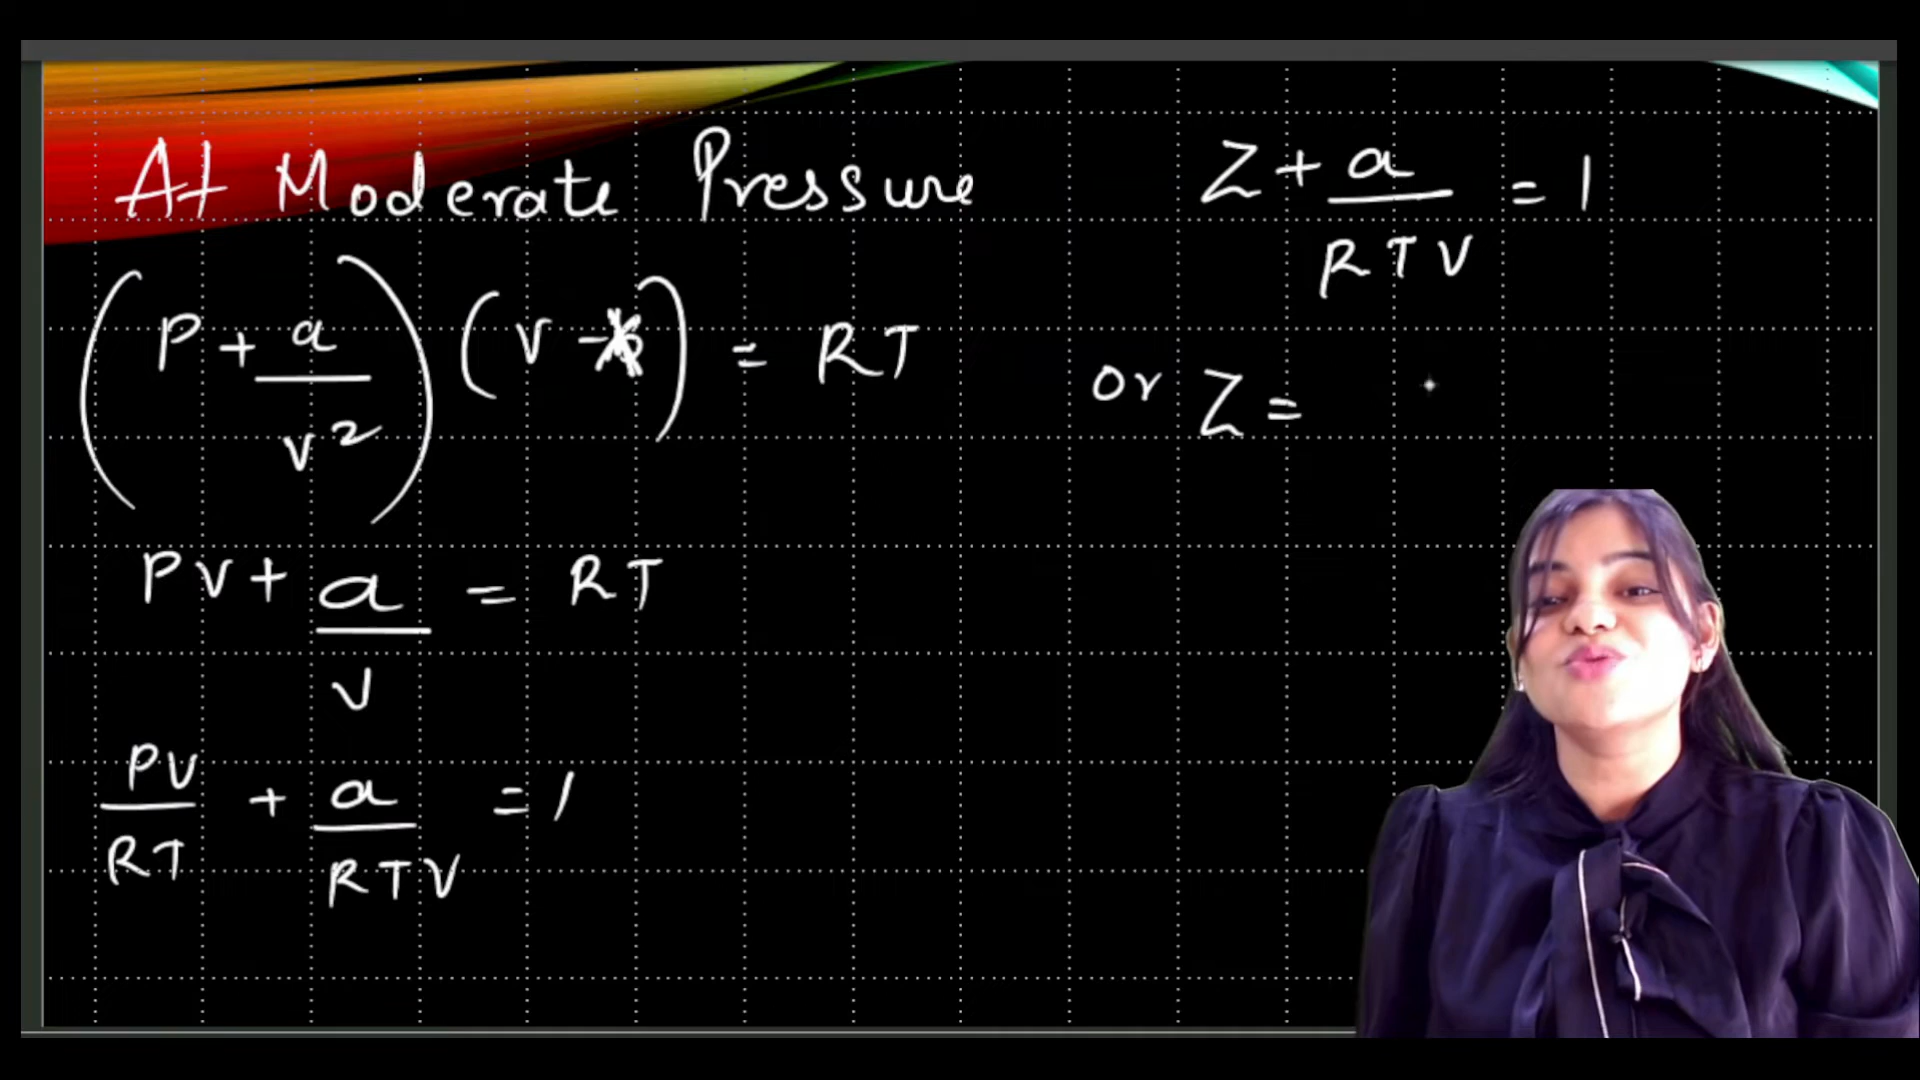 At Moderate Pressure
(P + a/v²) (v - b) = RT
PV + a/v = RT
PV/RT + a/RTV = 1
Z + a/RTV = 1
or Z =